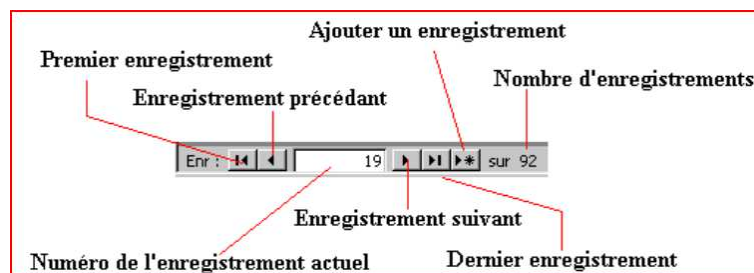 Ajouter un enregistrement
Premier enregistrement
Nombre d'enregistrements
Enregistrement précédant
Enr : 19 sur 92
Enregistrement suivant
Numéro de l'enregistrement actuel
Dernier enregistrement